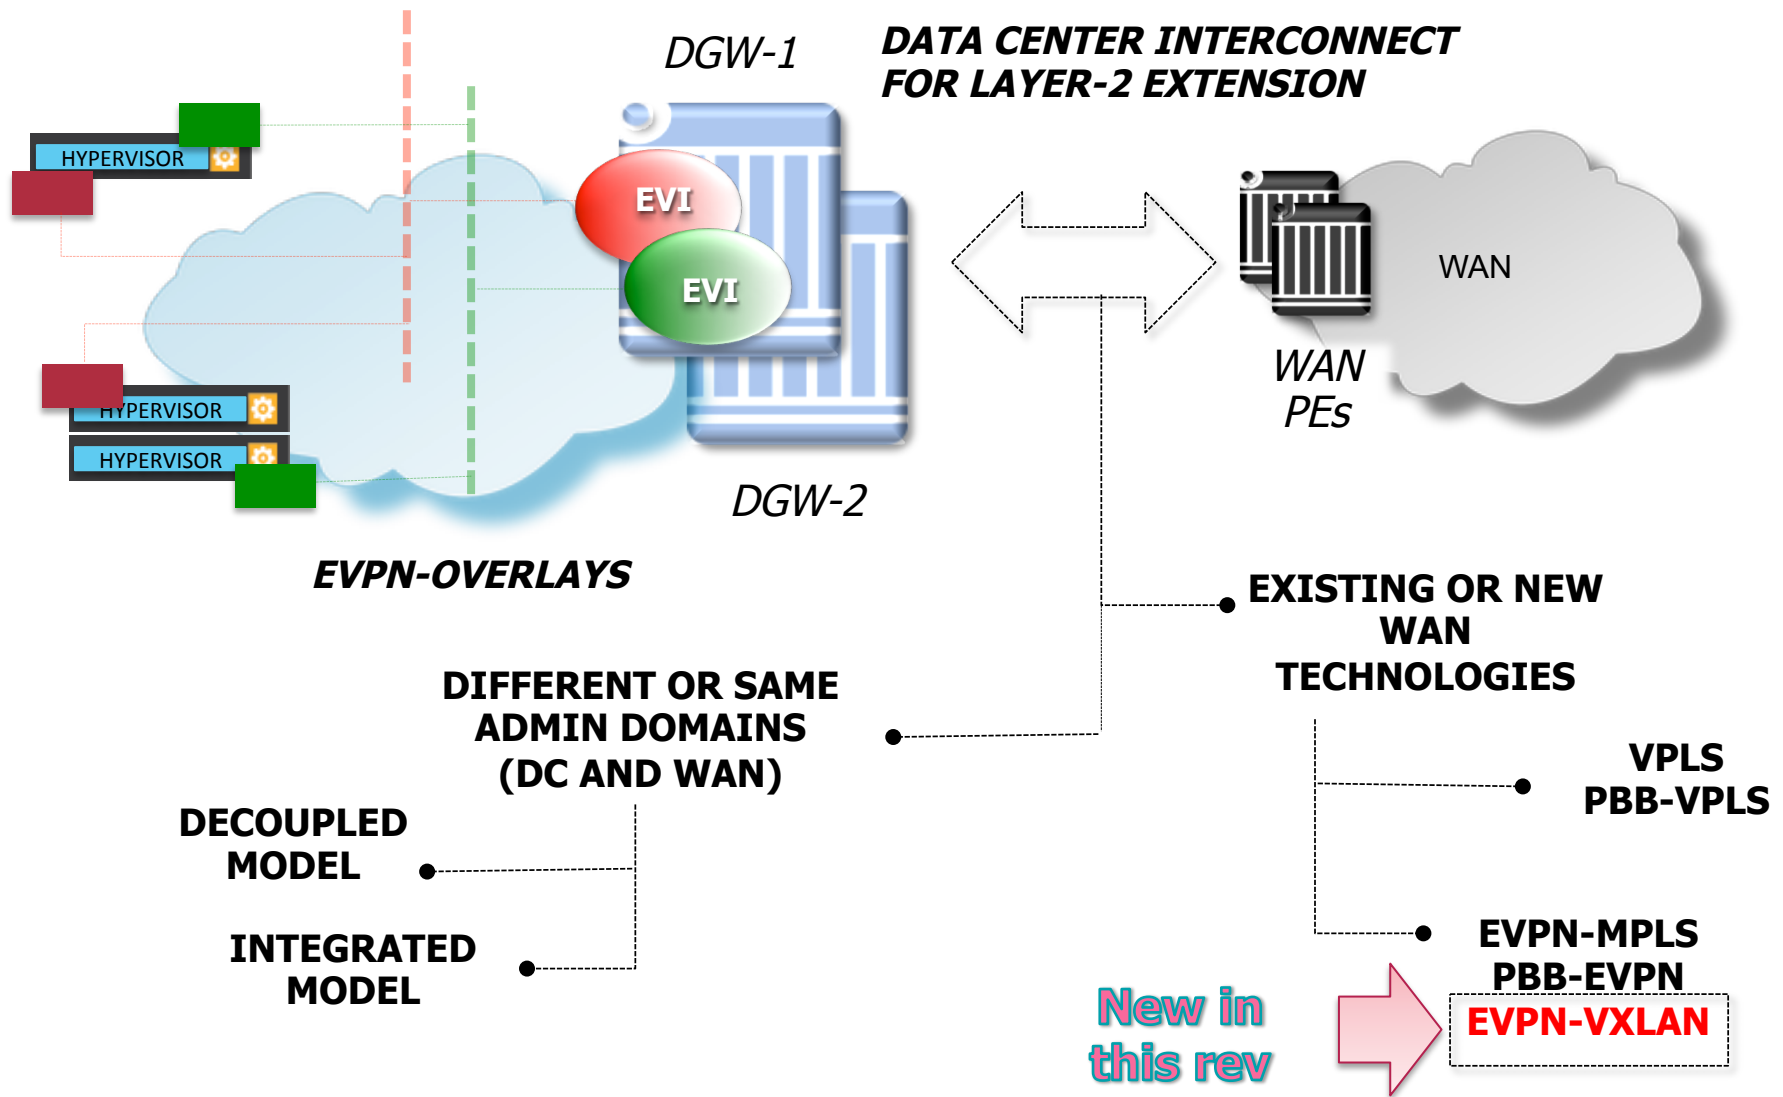 DGW-1
DATA CENTER INTERCONNECT
FOR LAYER-2 EXTENSION
HYPERVISOR
EVI
EVI
WAN
WAN
PEs
HYPERVISOR
HYPERVISOR
DGW-2
EVPN-OVERLAYS
EXISTING OR NEW
WAN
TECHNOLOGIES
DIFFERENT OR SAME
ADMIN DOMAINS
(DC AND WAN)
VPLS
PBB-VPLS
DECOUPLED
MODEL
INTEGRATED
MODEL
EVPN-MPLS
PBB-EVPN
EVPN-VXLAN
New in
this rev